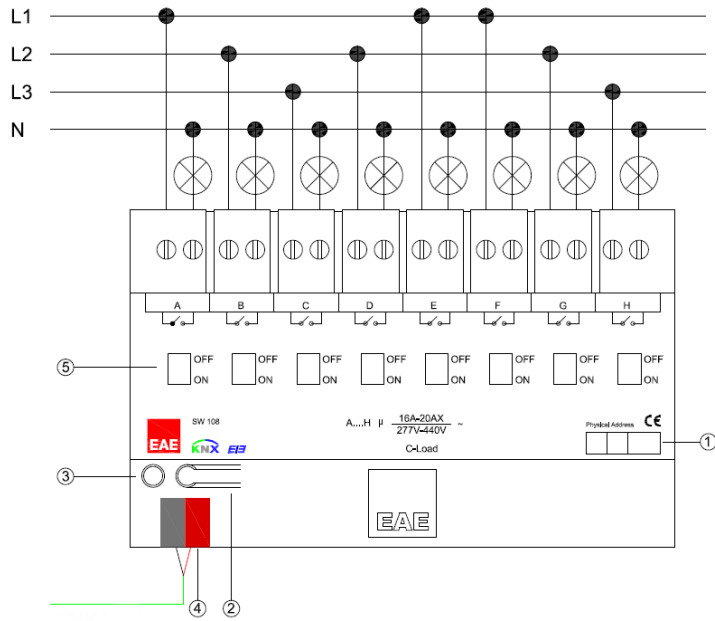 L1
L2
L3
N
A B C D E F G H
OFF OFF OFF OFF OFF OFF OFF OFF
⑤
ON ON ON ON ON ON ON ON
SW 108
EAE KNX EIB
A....H µ 16A-20AX ~
277V-440V
C-Load
Physical Address CE
①
③
EAE
④ ②